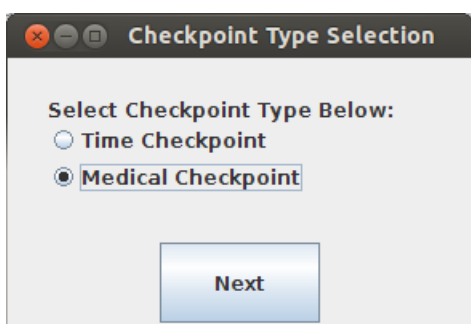 Checkpoint Type Selection
Select Checkpoint Type Below:
Time Checkpoint
Medical Checkpoint
Next